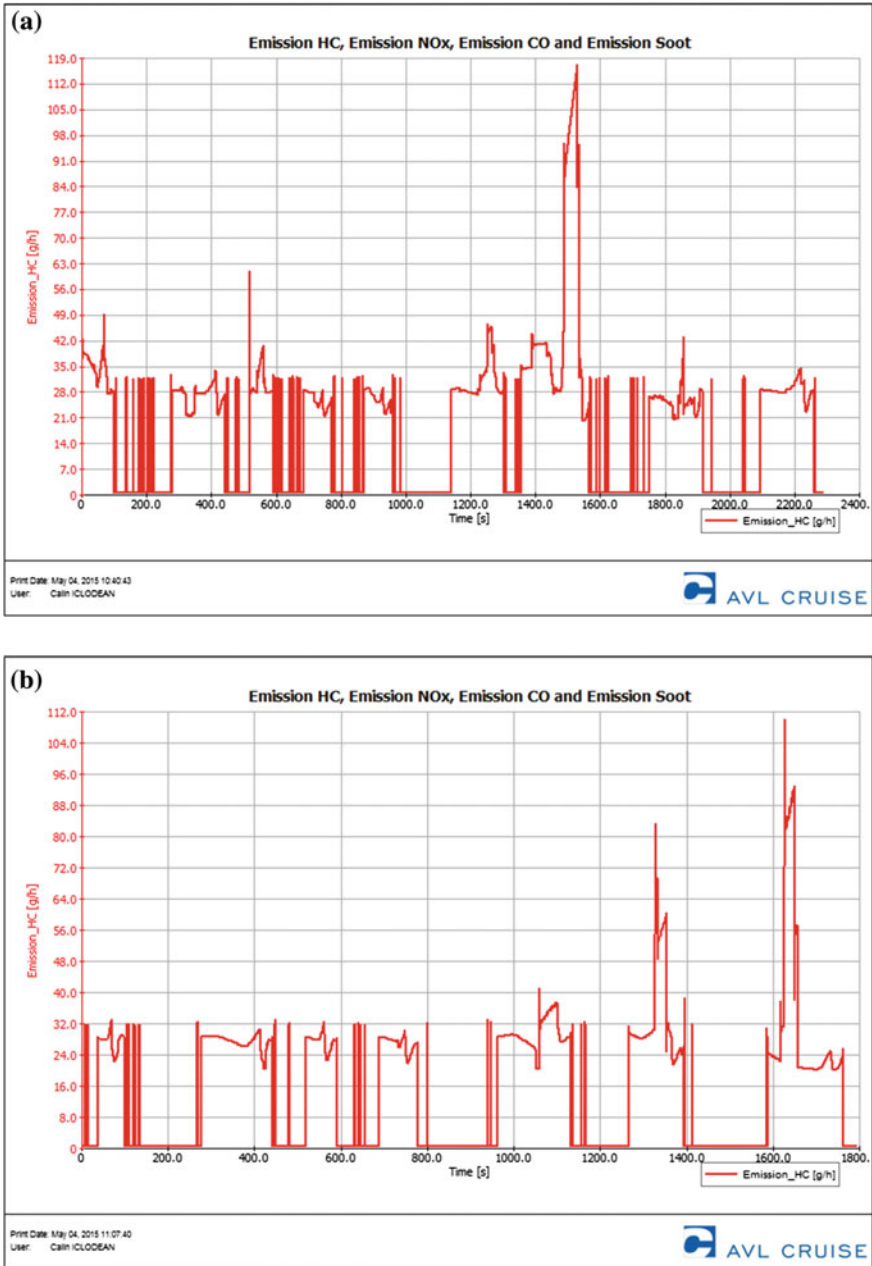 (a)
Emission HC, Emission NOx, Emission CO and Emission Soot
119.0
112.0
105.0
98.0
91.0
84.0
77.0
70.0
63.0
56.0
49.0
42.0
35.0
28.0
21.0
14.0
7.0
0
Emission_HC [g/h]
0 200.0 400.0 600.0 800.0 1000.0 1200.0 1400.0 1600.0 1800.0 2000.0 2200.0 2400.
Time [s]
Emission_HC [g/h]
Print Date: May 04, 2015 10:40:43
User: Calin ICLODEAN
AVL CRUISE
(b)
Emission HC, Emission NOx, Emission CO and Emission Soot
112.0
104.0
96.0
88.0
80.0
72.0
64.0
56.0
48.0
40.0
32.0
24.0
16.0
8.0
0
Emission_HC [g/h]
0 200.0 400.0 600.0 800.0 1000.0 1200.0 1400.0 1600.0 1800.
Time [s]
Emission_HC [g/h]
Print Date: May 04, 2015 11:07:40
User: Calin ICLODEAN
AVL CRUISE